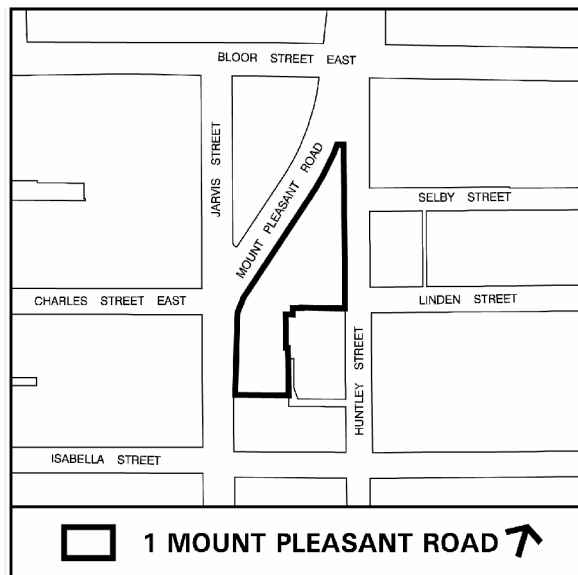 BLOOR STREET EAST
JARVIS STREET
MOUNT PLEASANT ROAD
SELBY STREET
CHARLES STREET EAST
LINDEN STREET
HUNTLEY STREET
ISABELLA STREET
1 MOUNT PLEASANT ROAD